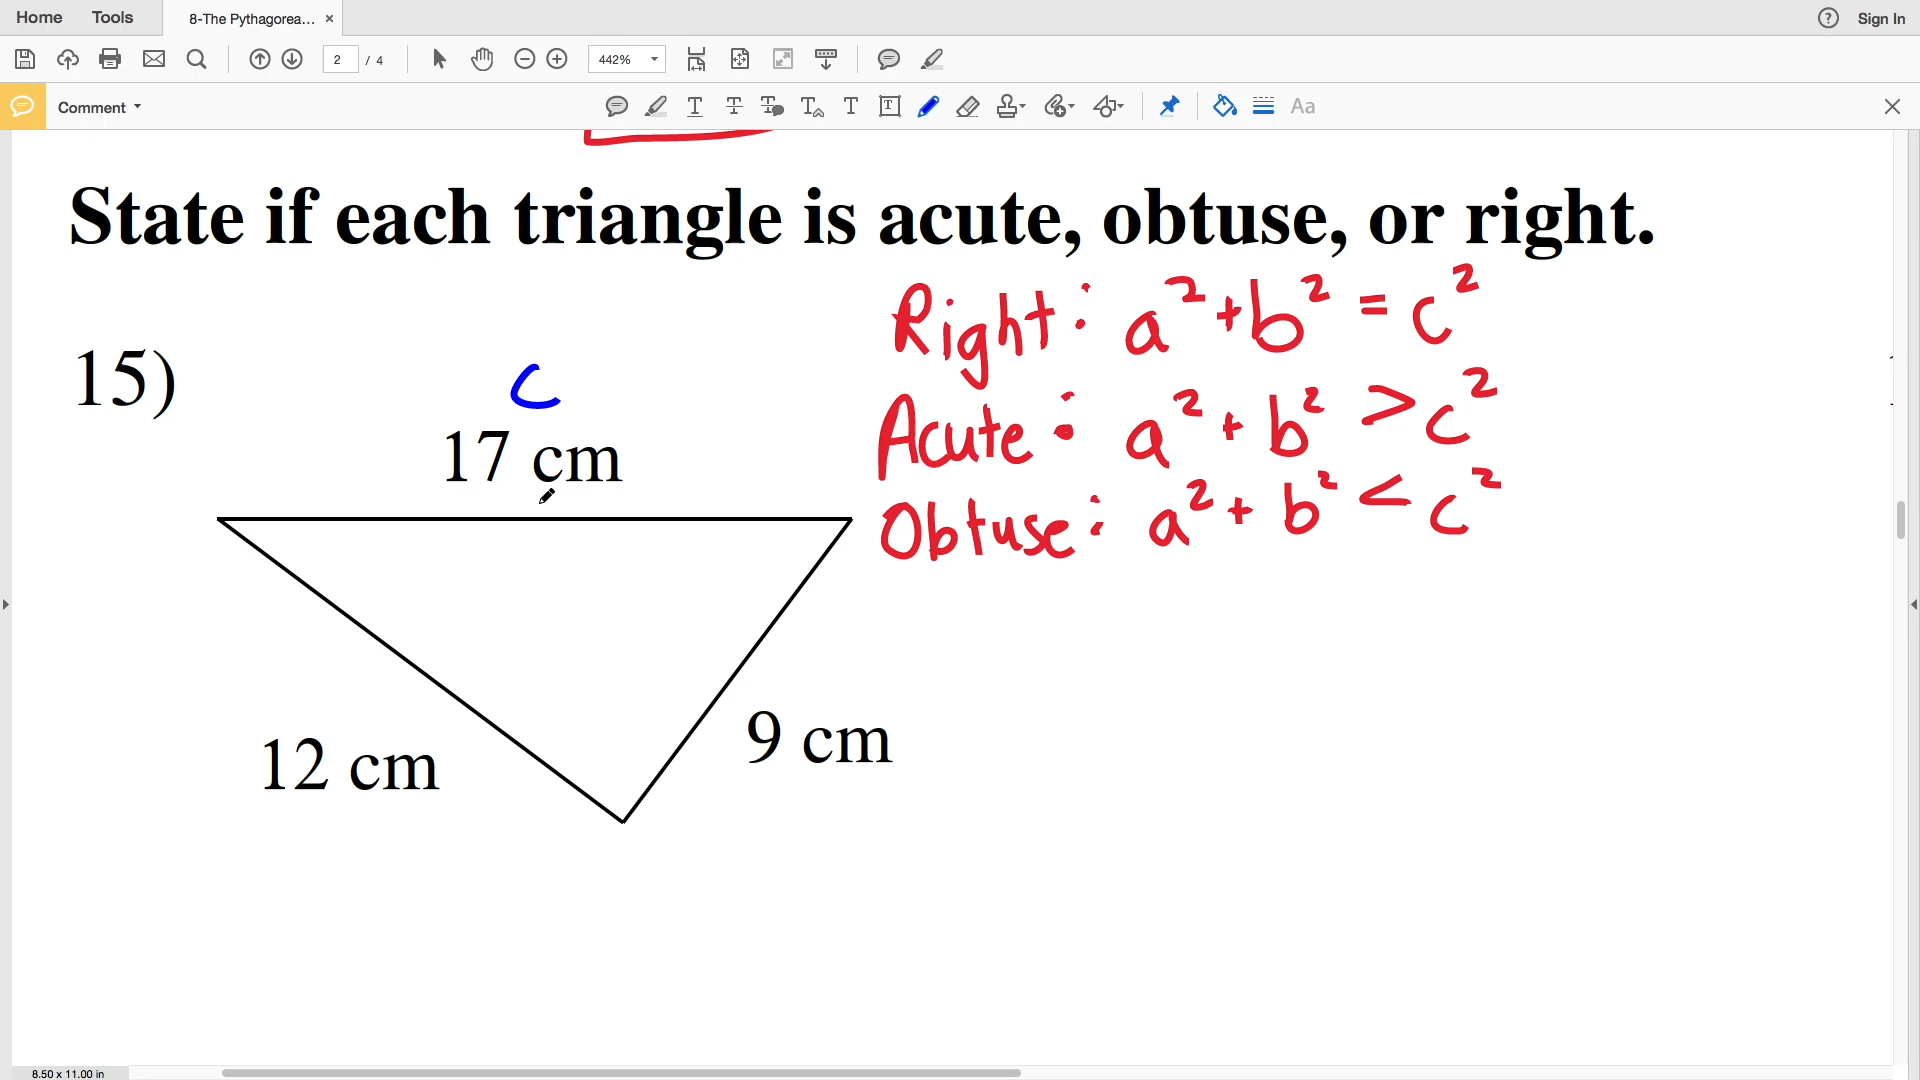 Home Tools 8-The Pythagorea... × ? Sign In
2 / 4 442%
Comment Aa
State if each triangle is acute, obtuse, or right.
Right: a² + b² = c²
15)
c
Acute: a² + b² > c²
17 cm
Obtuse: a² + b² < c²
9 cm
12 cm
8.50 x 11.00 in